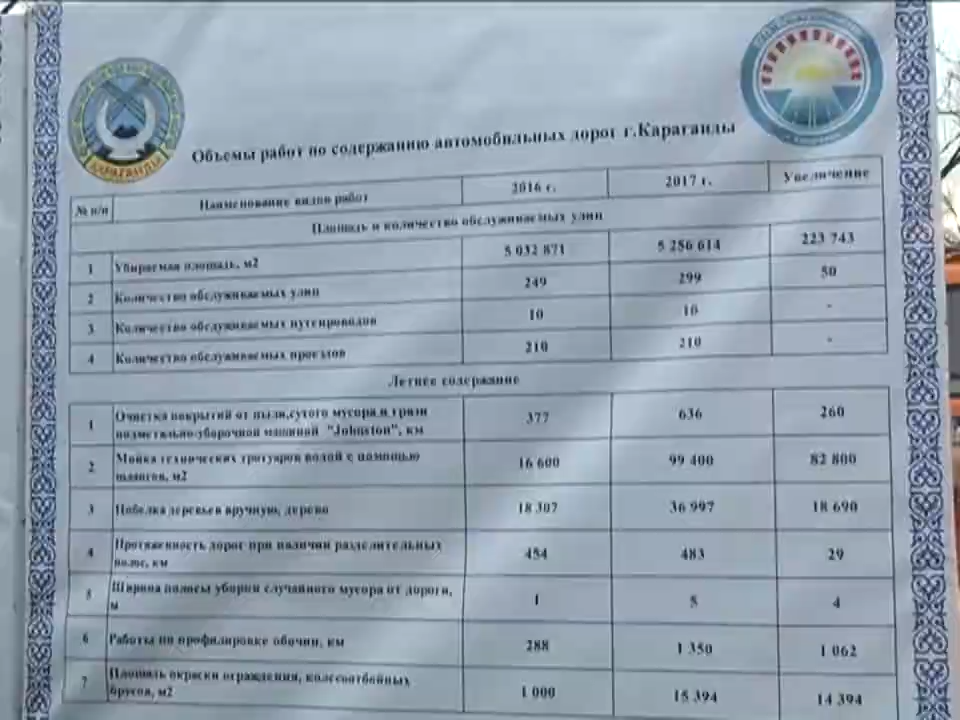 КАРАГАНДЫ
Объемы работ по содержанию автомобильных дорог г.Караганды
№ п/п Наименование видов работ 2016 г. 2017 г. Увеличение
Площадь и количество обслуживаемых улиц
1 Убираемая площадь, м2 5 032 871 5 256 614 223 743
2 Количество обслуживаемых улиц 249 299 50
3 Количество обслуживаемых путепроводов 10 10 -
4 Количество обслуживаемых проездов 210 210 -
Летнее содержание
1 Очистка покрытий от пыли,сухого мусора и грязи
подметально-уборочной машиной "Johnston", км 377 636 260
2 Мойка технических тротуаров водой с помощью
шлангов, м2 16 600 99 400 82 800
3 Побелка деревьев вручную, дерево 18 307 36 997 18 690
4 Протяженность дорог при наличии разделительных
полос, км 454 483 29
5 Ширина полосы уборки случайного мусора от дороги,
м 1 5 4
6 Работы по профилировке обочин, км 288 1 350 1 062
7 Площадь окраски ограждения, колесоотбойных
брусов, м2 1 000 15 394 14 394